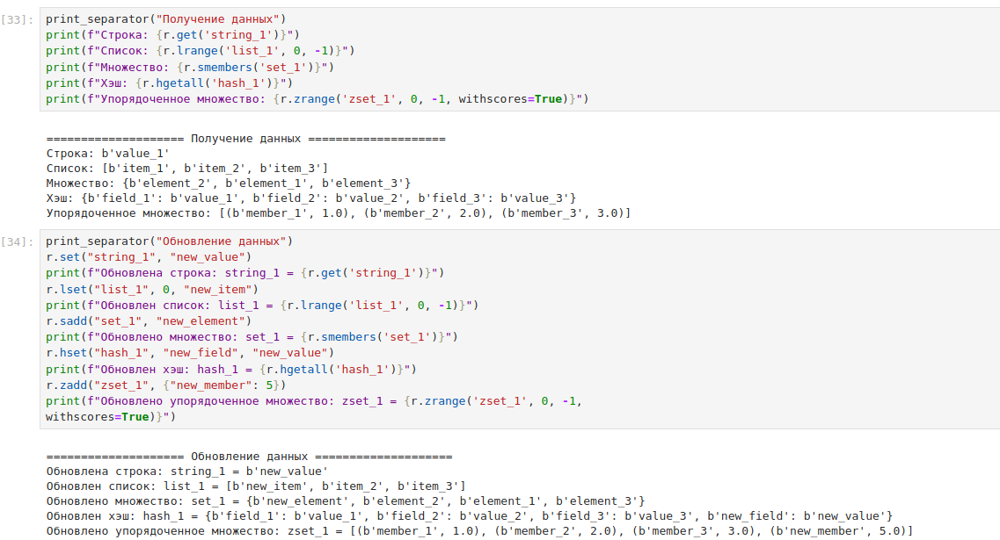 [33]:
print_separator("Получение данных")
print(f"Строка: {r.get('string_1')}")
print(f"Список: {r.lrange('list_1', 0, -1)}")
print(f"Множество: {r.smembers('set_1')}")
print(f"Хэш: {r.hgetall('hash_1')}")
print(f"Упорядоченное множество: {r.zrange('zset_1', 0, -1, withscores=True)}")
==================== Получение данных ====================
Строка: b'value_1'
Список: [b'item_1', b'item_2', b'item_3']
Множество: {b'element_2', b'element_1', b'element_3'}
Хэш: {b'field_1': b'value_1', b'field_2': b'value_2', b'field_3': b'value_3'}
Упорядоченное множество: [(b'member_1', 1.0), (b'member_2', 2.0), (b'member_3', 3.0)]
[34]:
print_separator("Обновление данных")
r.set("string_1", "new_value")
print(f"Обновлена строка: string_1 = {r.get('string_1')}")
r.lset("list_1", 0, "new_item")
print(f"Обновлен список: list_1 = {r.lrange('list_1', 0, -1)}")
r.sadd("set_1", "new_element")
print(f"Обновлено множество: set_1 = {r.smembers('set_1')}")
r.hset("hash_1", "new_field", "new_value")
print(f"Обновлен хэш: hash_1 = {r.hgetall('hash_1')}")
r.zadd("zset_1", {"new_member": 5})
print(f"Обновлено упорядоченное множество: zset_1 = {r.zrange('zset_1', 0, -1,
withscores=True)}")
==================== Обновление данных ====================
Обновлена строка: string_1 = b'new_value'
Обновлен список: list_1 = [b'new_item', b'item_2', b'item_3']
Обновлено множество: set_1 = {b'new_element', b'element_2', b'element_1', b'element_3'}
Обновлен хэш: hash_1 = {b'field_1': b'value_1', b'field_2': b'value_2', b'field_3': b'value_3', b'new_field': b'new_value'}
Обновлено упорядоченное множество: zset_1 = [(b'member_1', 1.0), (b'member_2', 2.0), (b'member_3', 3.0), (b'new_member', 5.0)]